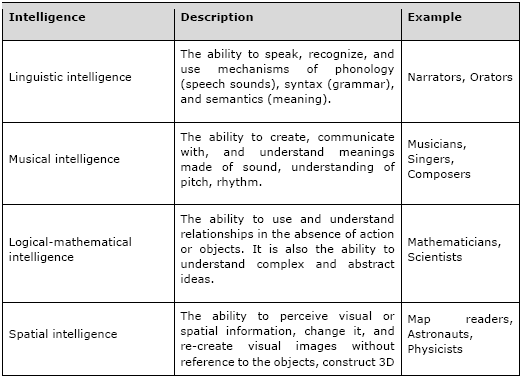 Intelligence
Description
Example
Linguistic intelligence
The ability to speak, recognize, and
use mechanisms of phonology
(speech sounds), syntax (grammar),
and semantics (meaning).
Narrators, Orators
Musical intelligence
The ability to create, communicate
with, and understand meanings
made of sound, understanding of
pitch, rhythm.
Musicians,
Singers,
Composers
Logical-mathematical
intelligence
The ability to use and understand
relationships in the absence of action
or objects. It is also the ability to
understand complex and abstract
ideas.
Mathematicians,
Scientists
Spatial intelligence
The ability to perceive visual or
spatial information, change it, and
re-create visual images without
reference to the objects, construct 3D
Map readers,
Astronauts,
Physicists